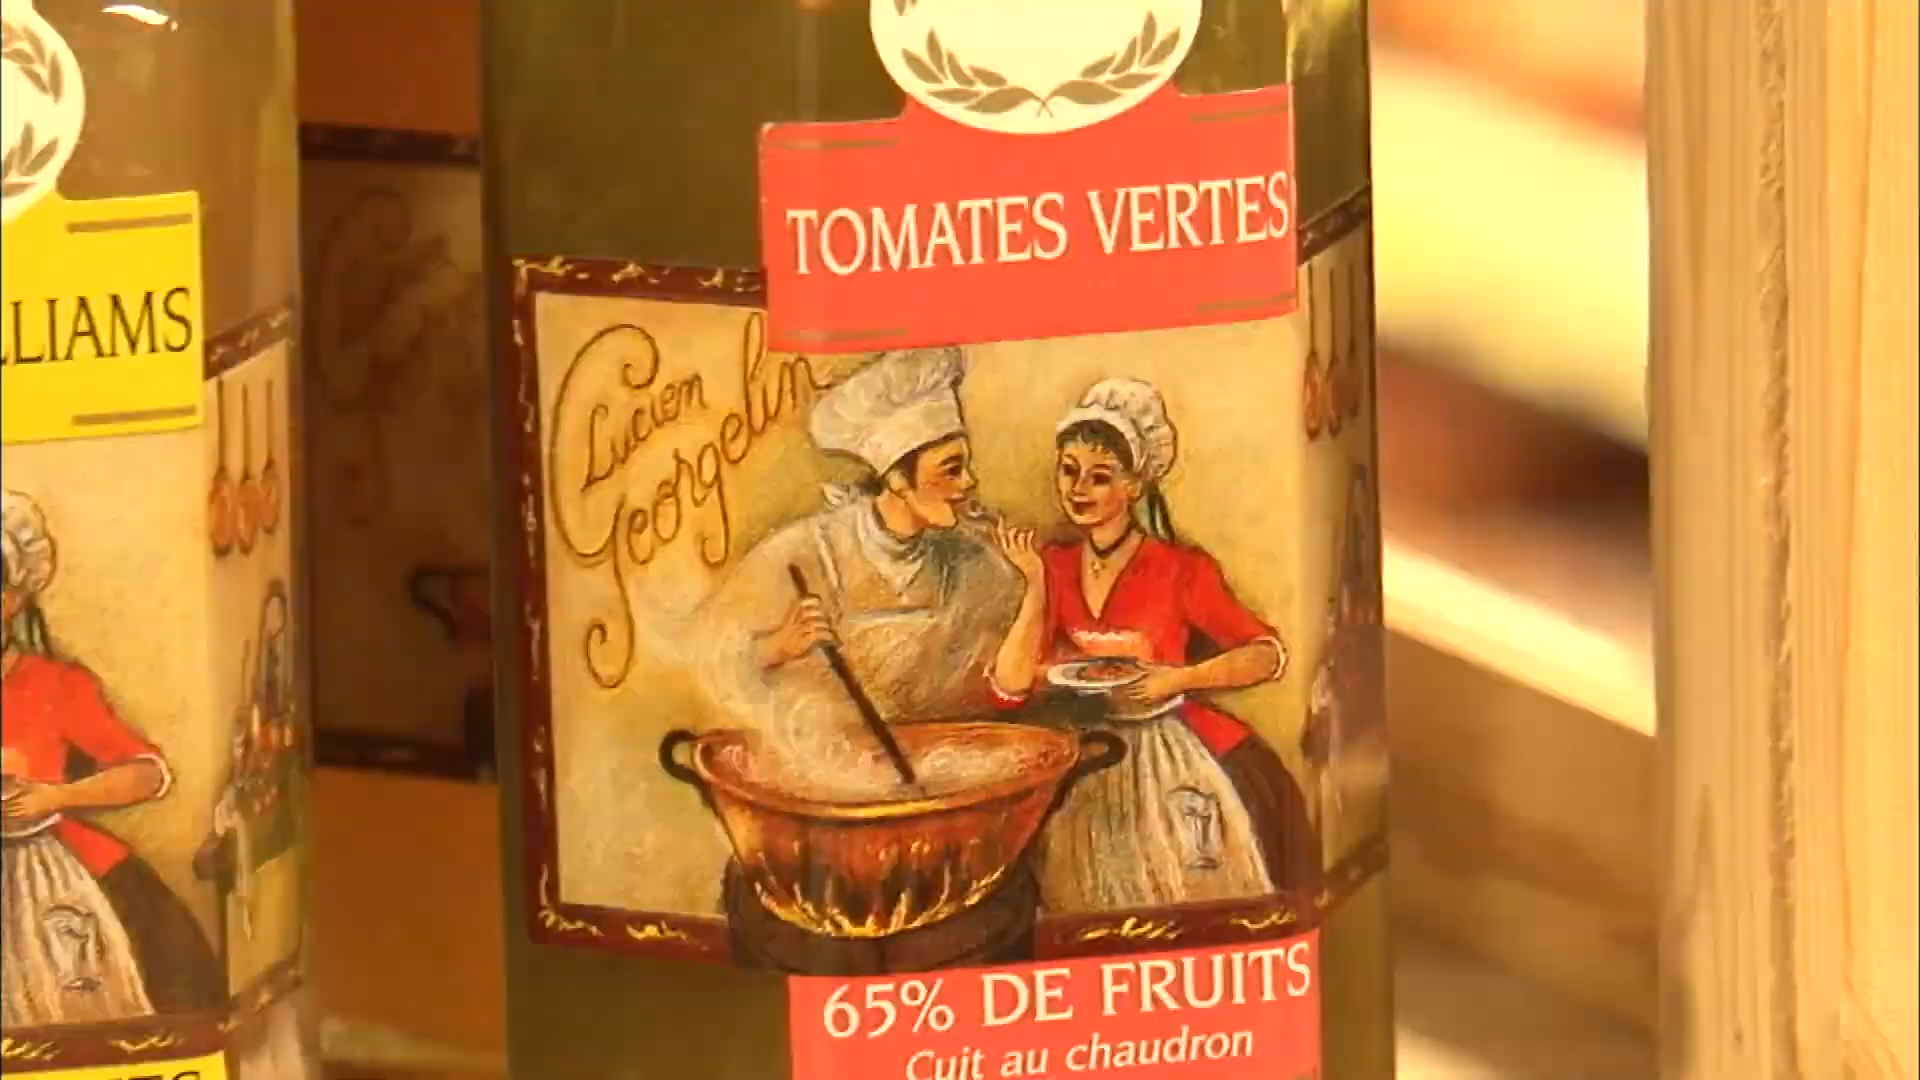 LLIAMS
TOMATES VERTES
Lucien
Georgelin
65% DE FRUITS
Cuit au chaudron